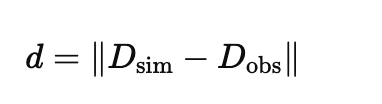 d = ‖D_sim − D_obs‖